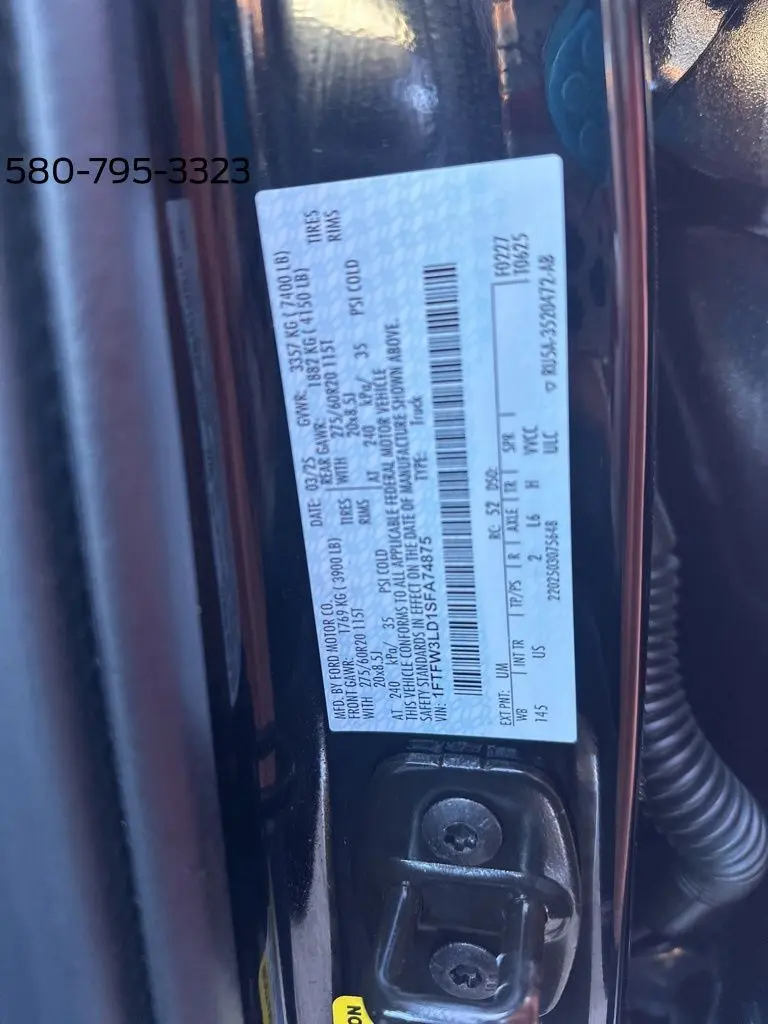 580-795-3323
MFD. BY FORD MOTOR CO.
DATE: 03/25 GVWR: 3357 KG ( 7400 LB)
FRONT GAWR: 1769 KG ( 3900 LB) REAR GAWR: 1882 KG ( 4150 LB)
WITH 275/60R20 115T TIRES WITH 275/60R20 115T TIRES
20x8.5J RIMS 20x8.5J RIMS
AT 240 kPa/ 35 PSI COLD AT 240 kPa/ 35 PSI COLD
THIS VEHICLE CONFORMS TO ALL APPLICABLE FEDERAL MOTOR VEHICLE
SAFETY STANDARDS IN EFFECT ON THE DATE OF MANUFACTURE SHOWN ABOVE.
VIN: 1FTFW3LD1SFA74875 TYPE: Truck
F0227
EXT PNT: UM RC: 52 DSO: T0625
WB INT TR TP/PS R AXLE TR SPR
145 US 2 L6 H VYCC
2202503075648 ULC RU5A-3520472-AB
ON